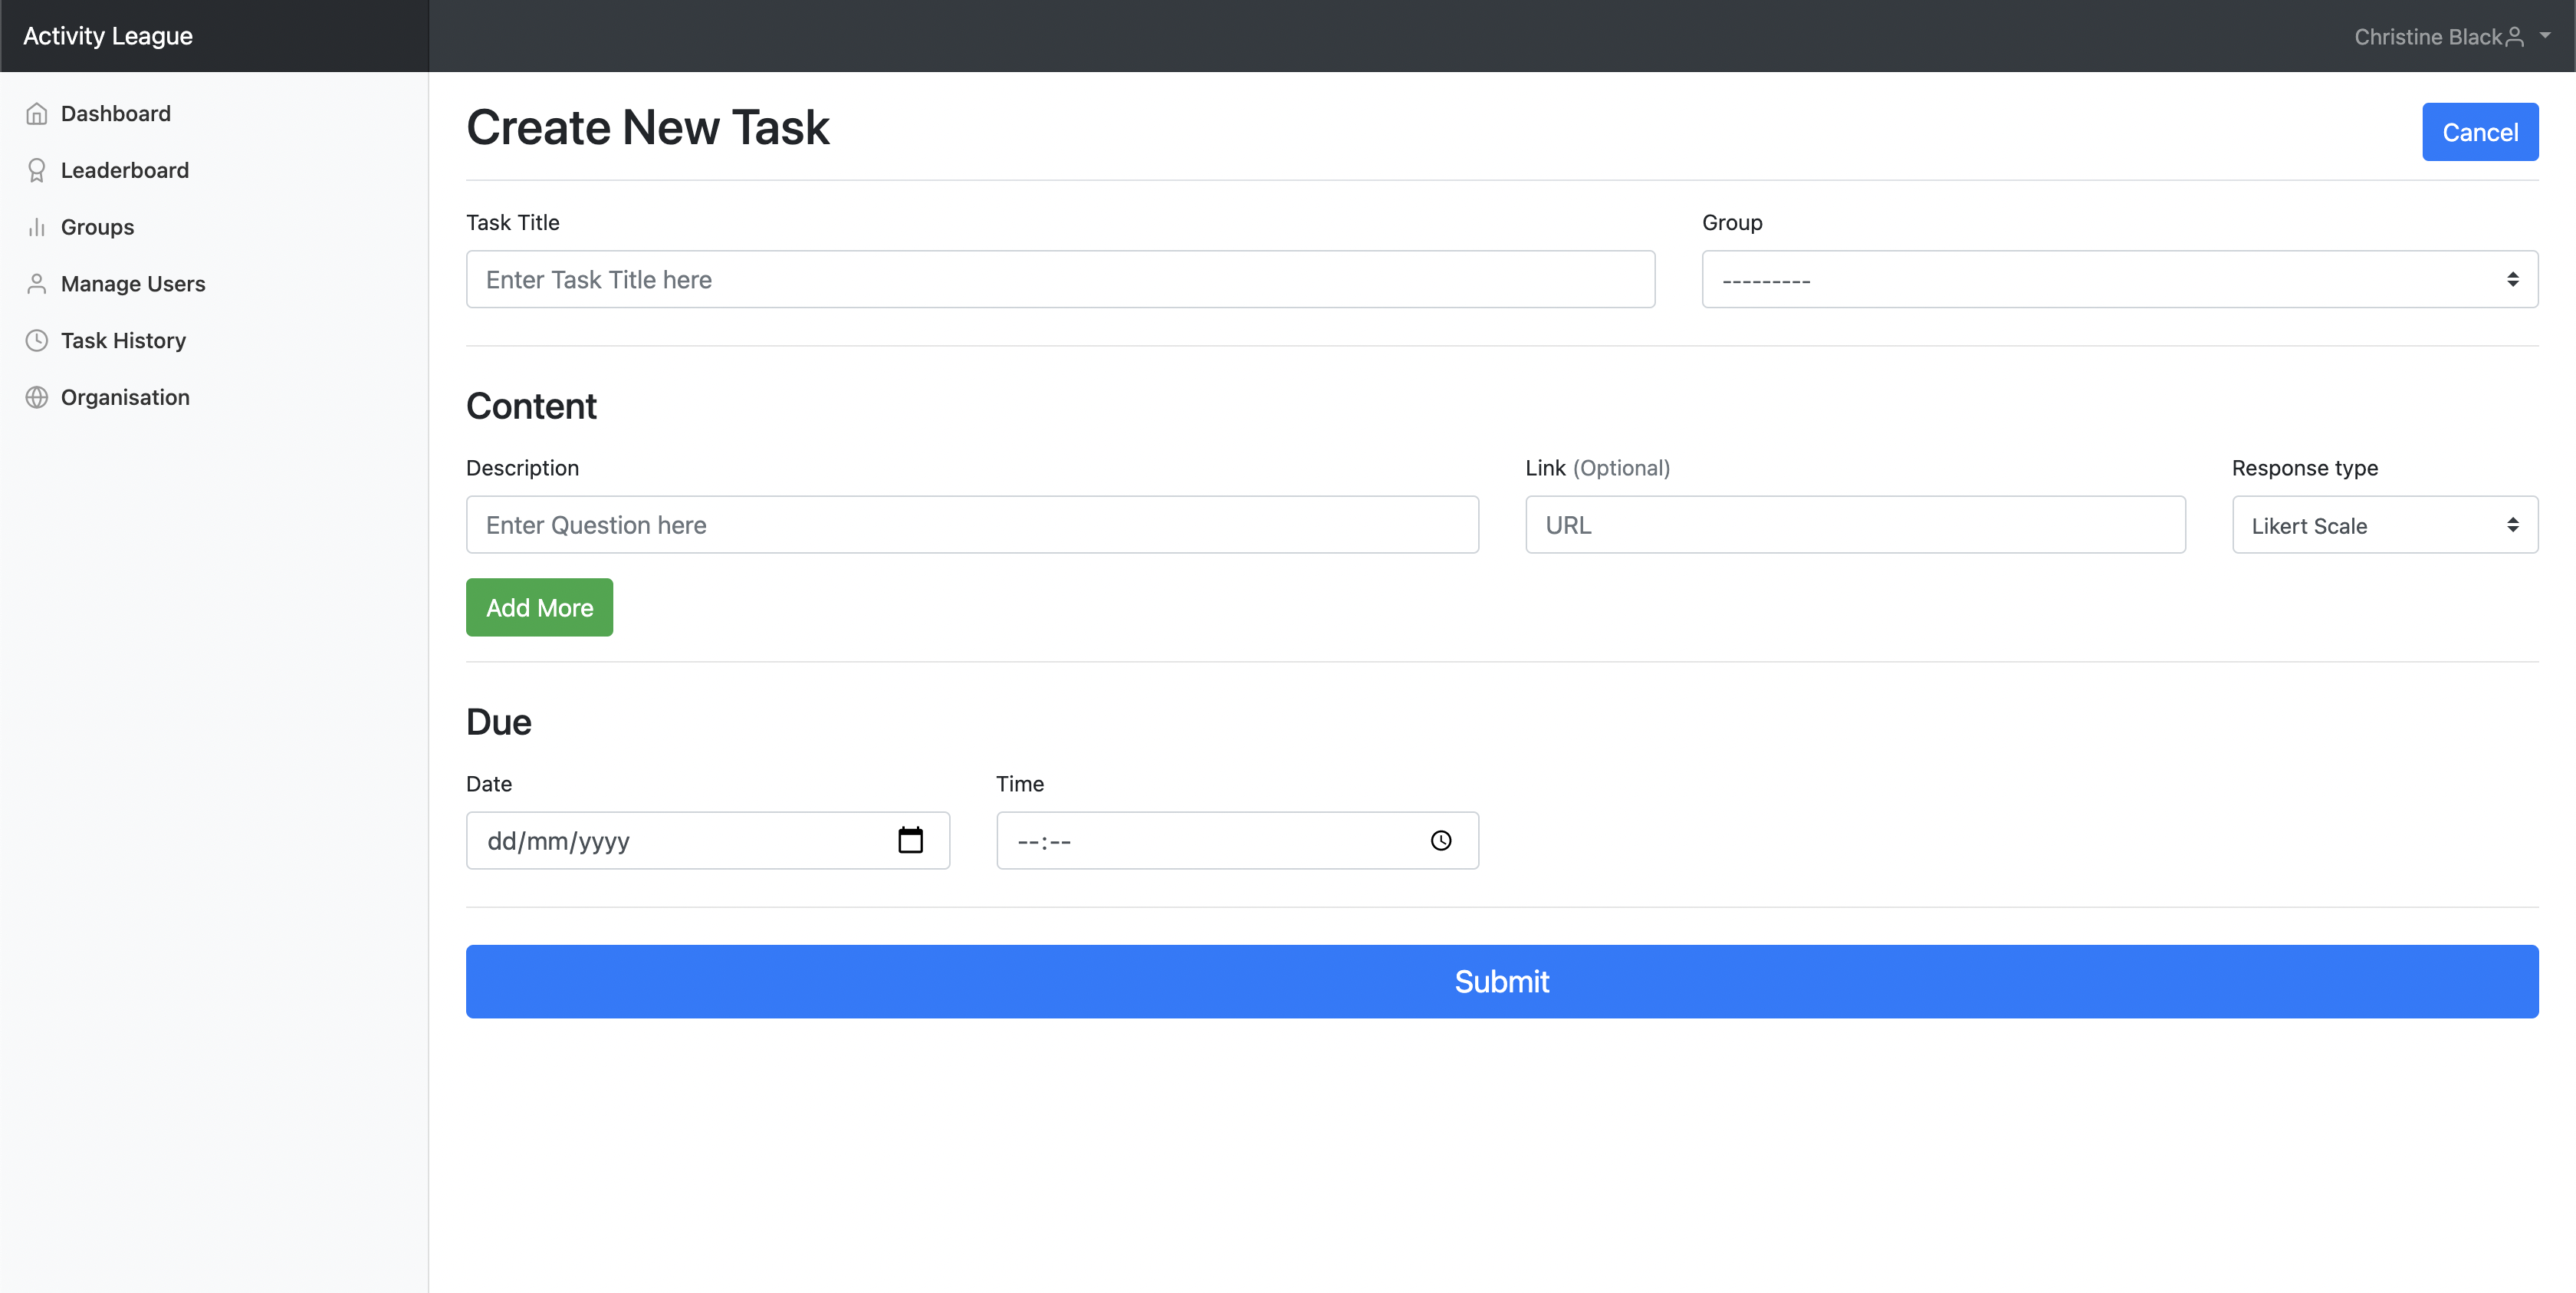 Activity League
Christine Black
Dashboard
Leaderboard
Groups
Manage Users
Task History
Organisation
Create New Task
Cancel
Task Title
Group
Enter Task Title here
---------
Content
Description
Link (Optional)
Response type
Enter Question here
URL
Likert Scale
Add More
Due
Date
Time
dd/mm/yyyy
--:--
Submit